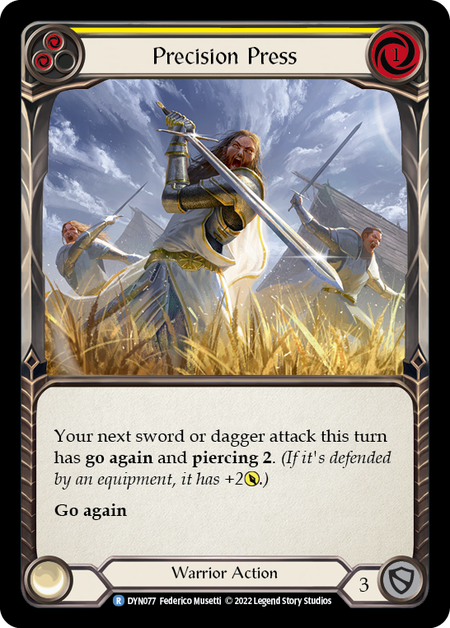 Precision Press
1
Your next sword or dagger attack this turn
has go again and piercing 2. (If it's defended
by an equipment, it has +2.)
Go again
Warrior Action
3
R DYN077 Federico Musetti © 2022 Legend Story Studios